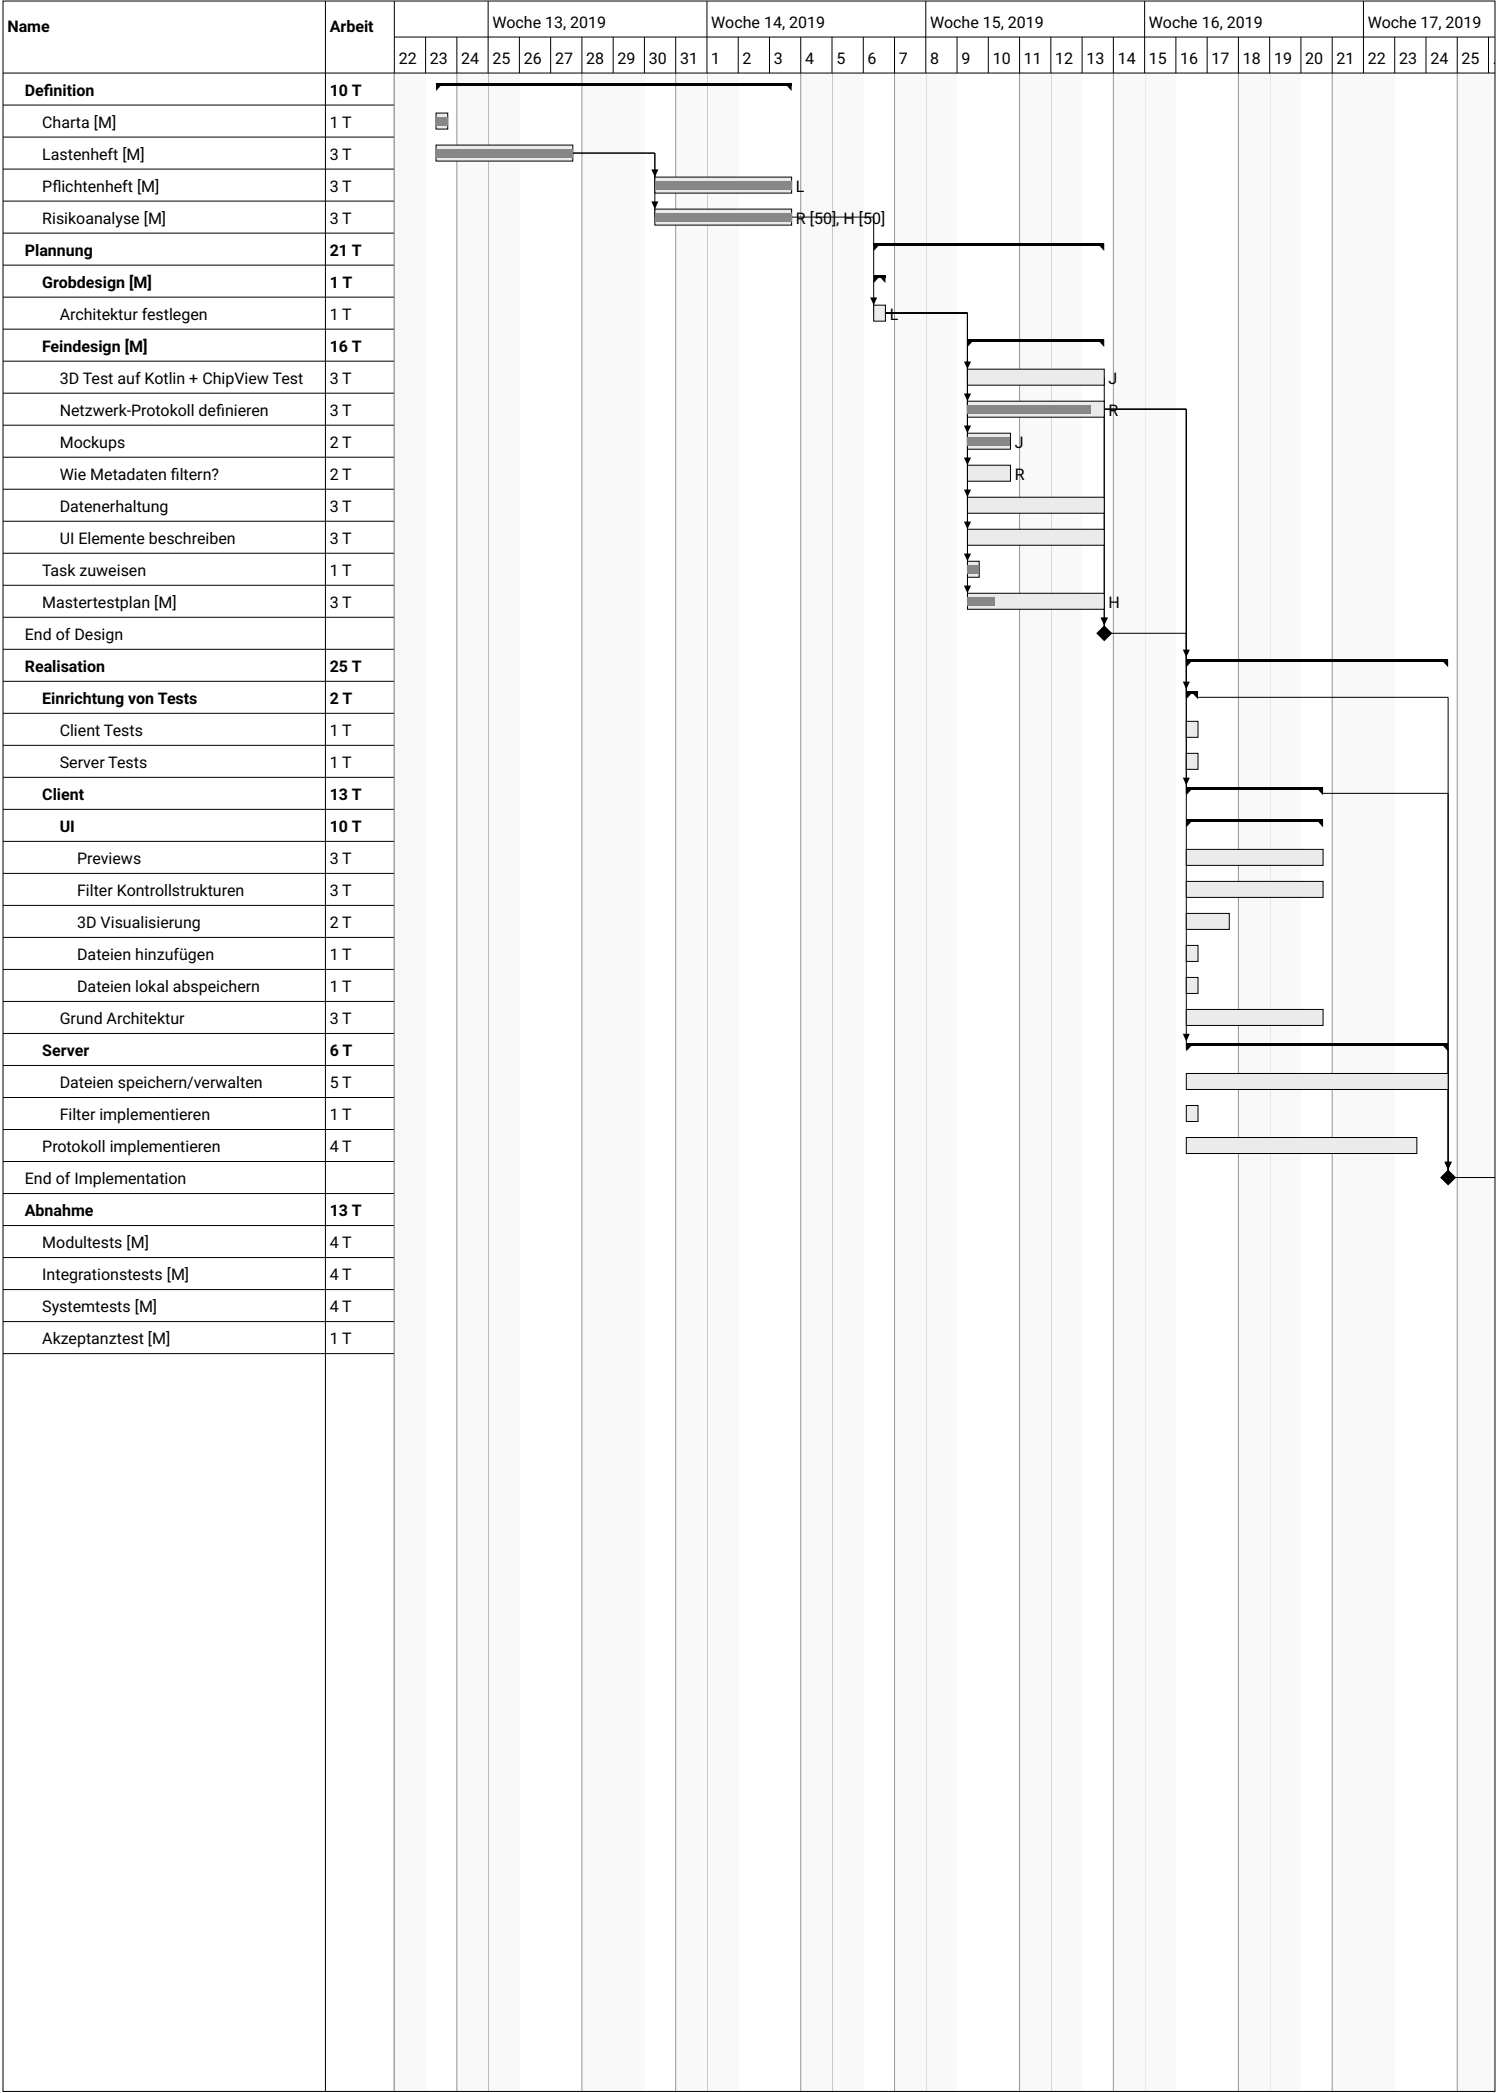 Name Arbeit Woche 13, 2019 Woche 14, 2019 Woche 15, 2019 Woche 16, 2019 Woche 17, 2019
22 23 24 25 26 27 28 29 30 31 1 2 3 4 5 6 7 8 9 10 11 12 13 14 15 16 17 18 19 20 21 22 23 24 25
Definition 10 T
Charta [M] 1 T
Lastenheft [M] 3 T
Pflichtenheft [M] 3 T L
Risikoanalyse [M] 3 T R [50], H [50]
Plannung 21 T
Grobdesign [M] 1 T
Architektur festlegen 1 T L
Feindesign [M] 16 T
3D Test auf Kotlin + ChipView Test 3 T J
Netzwerk-Protokoll definieren 3 T R
Mockups 2 T J
Wie Metadaten filtern? 2 T R
Datenerhaltung 3 T
UI Elemente beschreiben 3 T
Task zuweisen 1 T
Mastertestplan [M] 3 T H
End of Design
Realisation 25 T
Einrichtung von Tests 2 T
Client Tests 1 T
Server Tests 1 T
Client 13 T
UI 10 T
Previews 3 T
Filter Kontrollstrukturen 3 T
3D Visualisierung 2 T
Dateien hinzufügen 1 T
Dateien lokal abspeichern 1 T
Grund Architektur 3 T
Server 6 T
Dateien speichern/verwalten 5 T
Filter implementieren 1 T
Protokoll implementieren 4 T
End of Implementation
Abnahme 13 T
Modultests [M] 4 T
Integrationstests [M] 4 T
Systemtests [M] 4 T
Akzeptanztest [M] 1 T